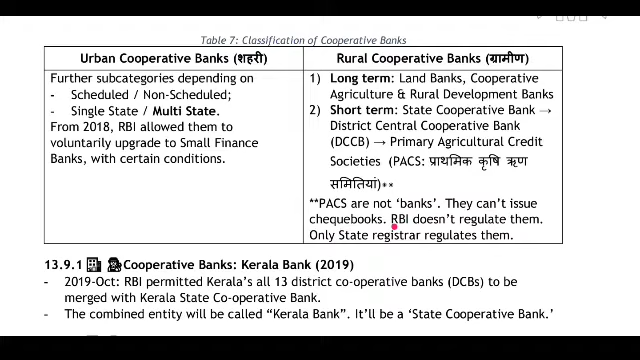 Table 7: Classification of Cooperative Banks
Urban Cooperative Banks (शहरी)
Further subcategories depending on
- Scheduled / Non-Scheduled;
- Single State / Multi State.
From 2018, RBI allowed them to
voluntarily upgrade to Small Finance
Banks, with certain conditions.
Rural Cooperative Banks (ग्रामीण)
1) Long term: Land Banks, Cooperative
Agriculture & Rural Development Banks
2) Short term: State Cooperative Bank →
District Central Cooperative Bank
(DCCB) → Primary Agricultural Credit
Societies (PACS: प्राथमिक कृषि ऋण
समितियां)**
**PACS are not ‘banks’. They can’t issue
chequebooks. RBI doesn’t regulate them.
Only State registrar regulates them.
13.9.1 Cooperative Banks: Kerala Bank (2019)
- 2019-Oct: RBI permitted Kerala’s all 13 district co-operative banks (DCBs) to be
merged with Kerala State Co-operative Bank.
- The combined entity will be called “Kerala Bank”. It’ll be a ‘State Cooperative Bank.’